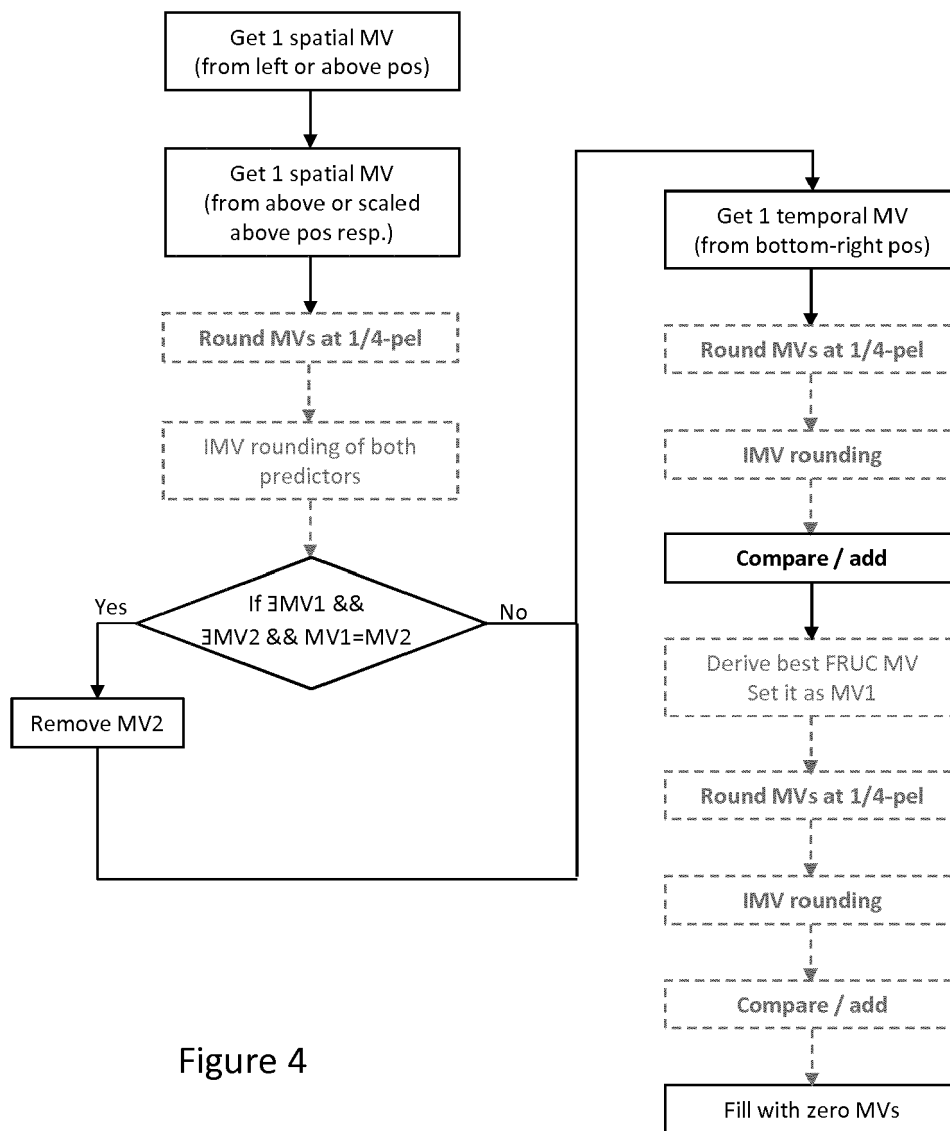 Get 1 spatial MV
(from left or above pos)
Get 1 spatial MV
(from above or scaled
above pos resp.)
Round MVs at 1/4-pel
IMV rounding of both
predictors
If ∃MV1 &&
∃MV2 && MV1=MV2
Yes
No
Remove MV2
Get 1 temporal MV
(from bottom-right pos)
Round MVs at 1/4-pel
IMV rounding
Compare / add
Derive best FRUC MV
Set it as MV1
Round MVs at 1/4-pel
IMV rounding
Compare / add
Fill with zero MVs
Figure 4